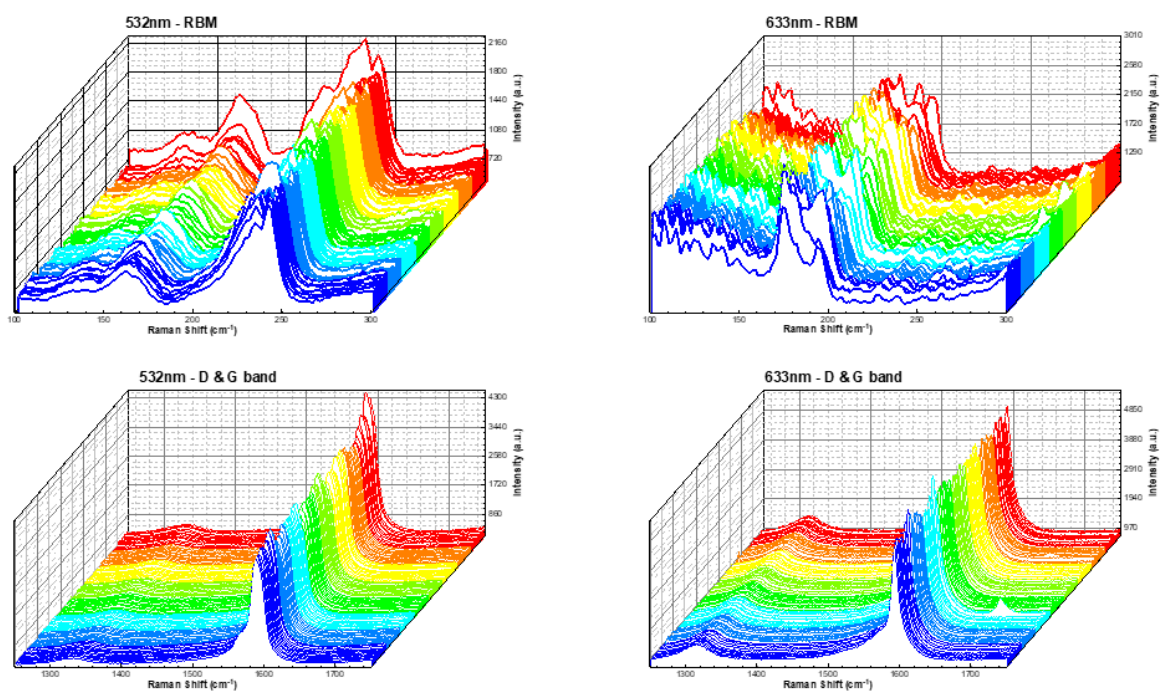 532nm - RBM
2160
1800
1440
1080
720
Intensity (a.u.)
100 150 200 250 300
Raman Shift (cm⁻¹)
633nm - RBM
3010
2580
2150
1720
1290
Intensity (a.u.)
100 150 200 250 300
Raman Shift (cm⁻¹)
532nm - D & G band
4300
3440
2580
1720
860
Intensity (a.u.)
1300 1400 1500 1600 1700
Raman Shift (cm⁻¹)
633nm - D & G band
4850
3880
2910
1940
970
Intensity (a.u.)
1300 1400 1500 1600 1700
Raman Shift (cm⁻¹)